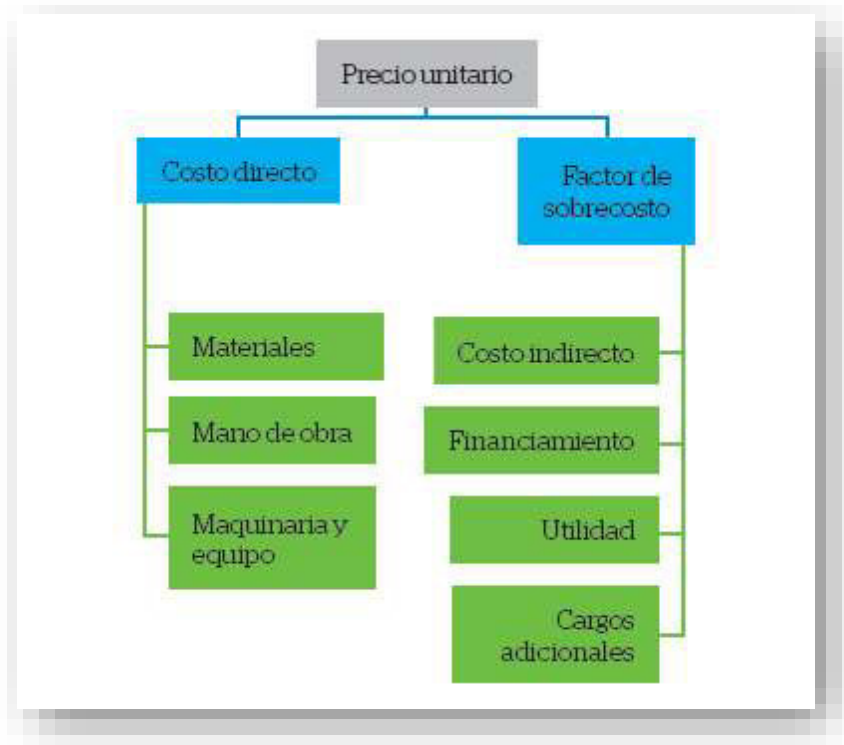 Precio unitario
Costo directo
Factor de
sobrecosto
Materiales
Mano de obra
Maquinaria y
equipo
Costo indirecto
Financiamiento
Utilidad
Cargos
adicionales